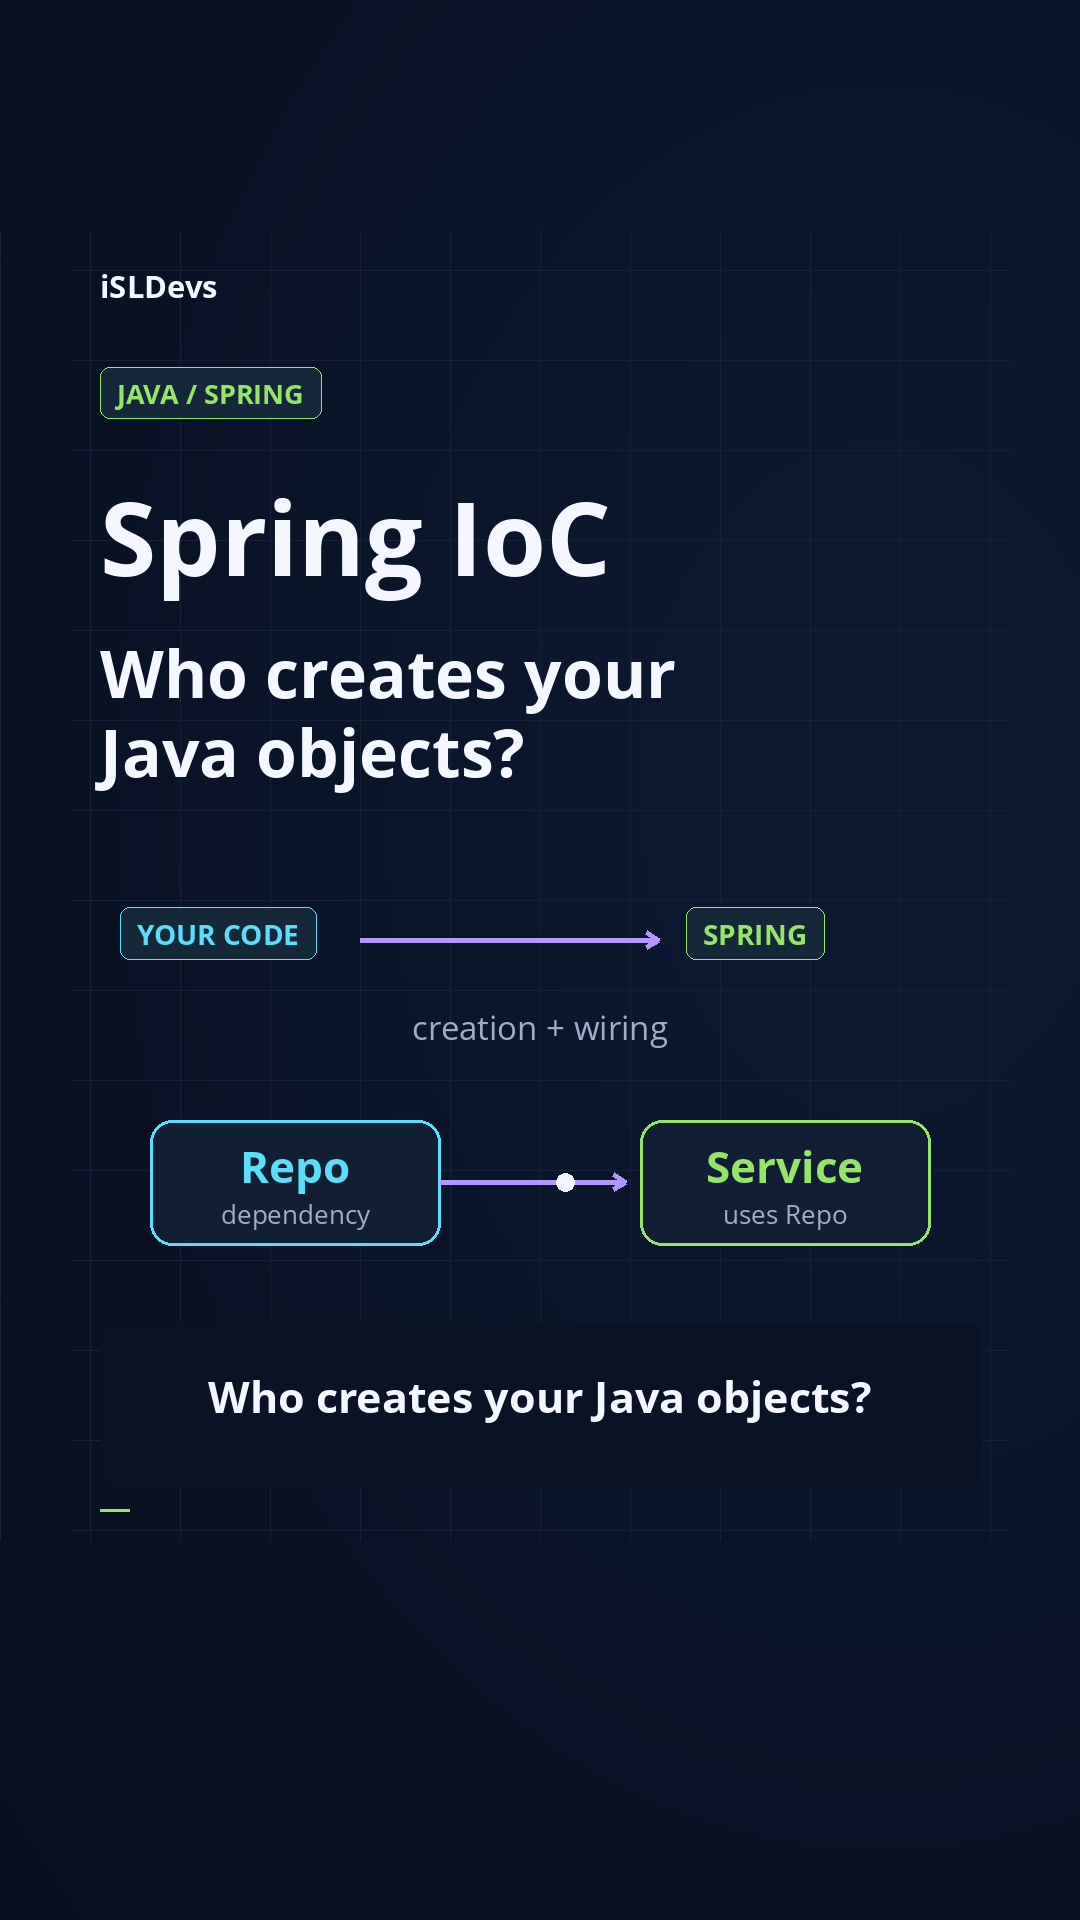 iSLDevs
JAVA / SPRING
Spring IoC
Who creates your
Java objects?
YOUR CODE
SPRING
creation + wiring
Repo
dependency
Service
uses Repo
Who creates your Java objects?